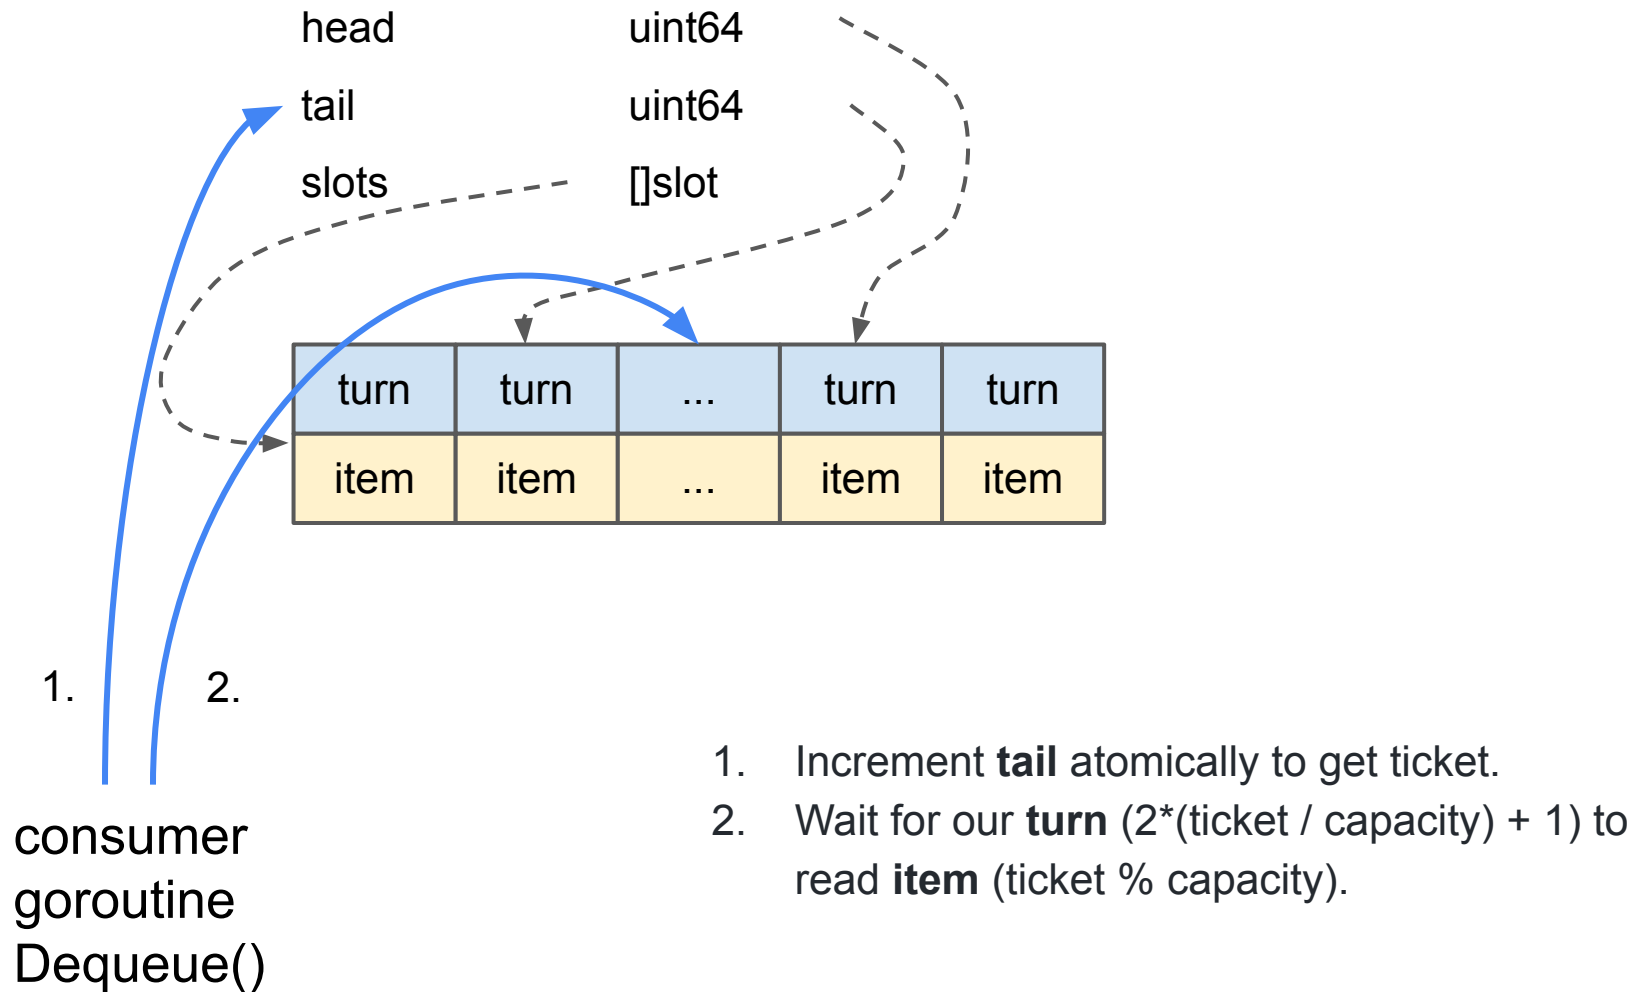 head uint64
tail uint64
slots []slot
turn turn ... turn turn
item item ... item item
1. 2.
1. Increment tail atomically to get ticket.
2. Wait for our turn (2*(ticket / capacity) + 1) to
read item (ticket % capacity).
consumer
goroutine
Dequeue()